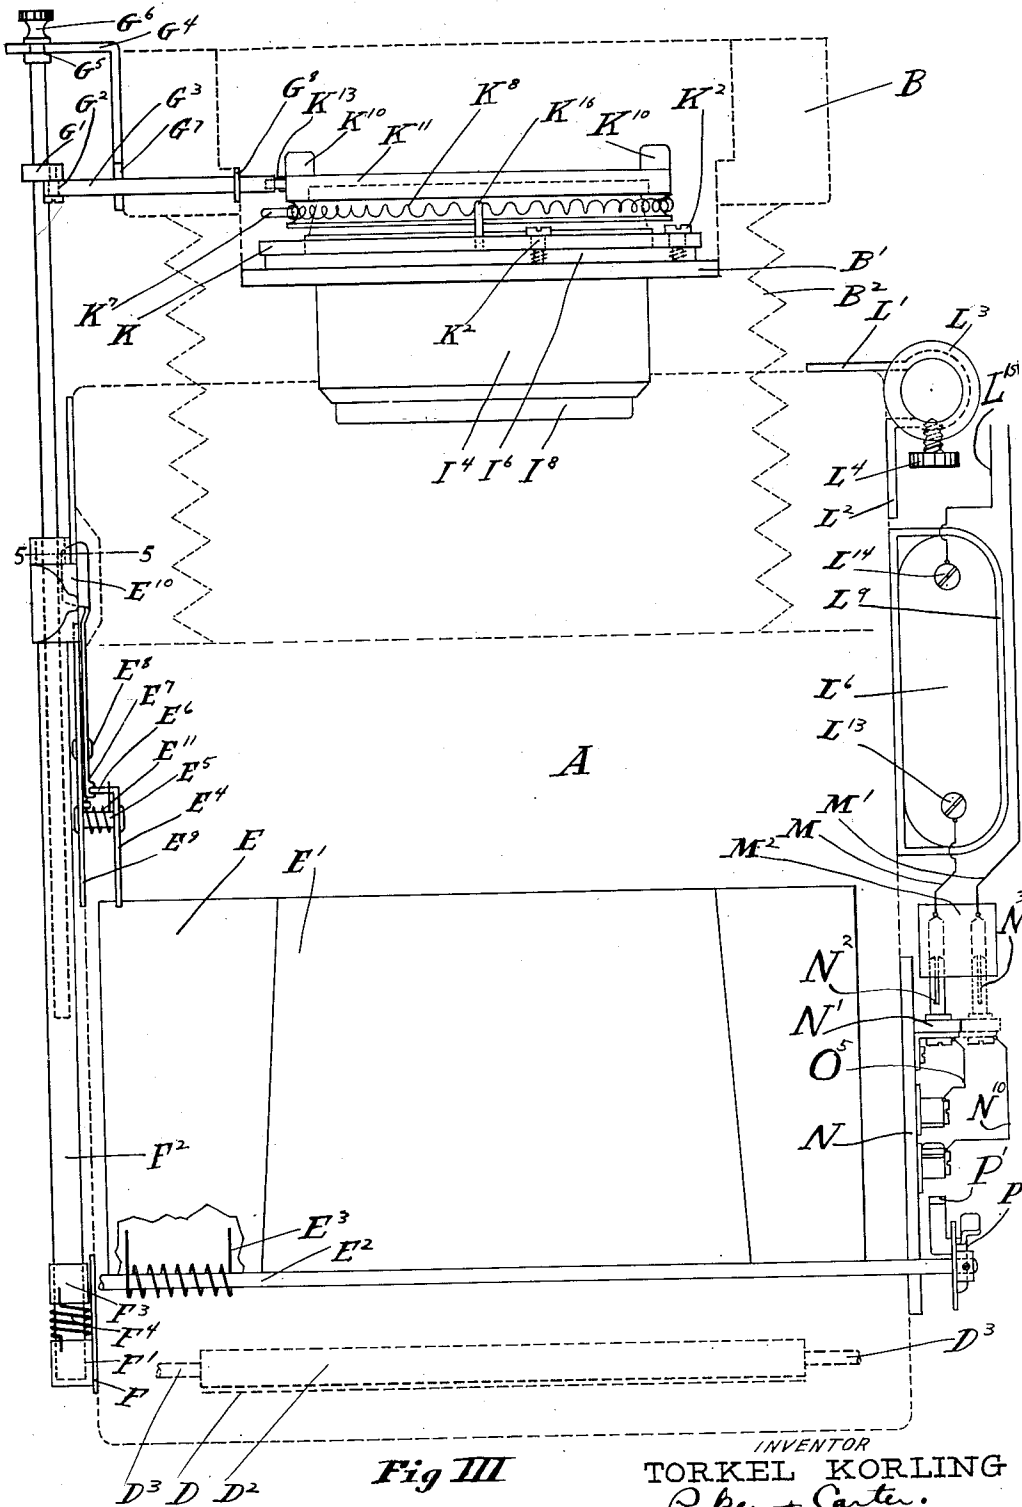 G⁶
G⁴
G⁵
G²
G³
G⁸
K¹³
K⁸
K¹⁶
K²
B
G¹
G⁷
K¹⁰
K¹¹
K¹⁰
B¹
B²
K⁷
K
K²
L¹
L³
L¹⁵
I⁴ I⁶ I⁸
L⁴
L²
5 5
E¹⁰
L¹⁴
L⁹
E⁸
E⁷
E⁶
E¹¹
E⁵
E⁴
E⁹
L⁶
L¹³
A
M¹
M
M²
E
E¹
N³
N²
N¹
O⁵
N¹⁰
N
F²
P¹
P
E³
E²
F³
F⁴
F¹
F
D³
D³ D D²
Fig III
INVENTOR
TORKEL KORLING
Carter.